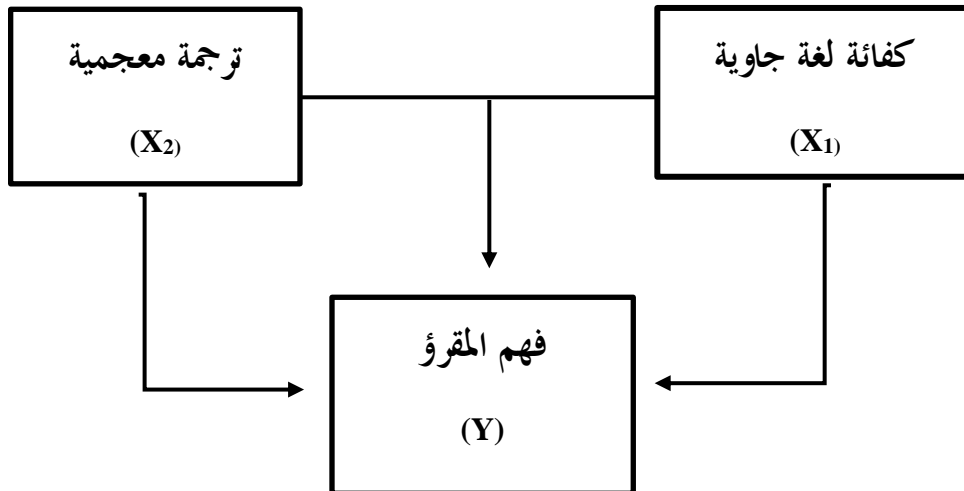 كفائة لغة جاوية
(X₁)
ترجمة معجمية
(X₂)
فهم المقرؤ
(Y)